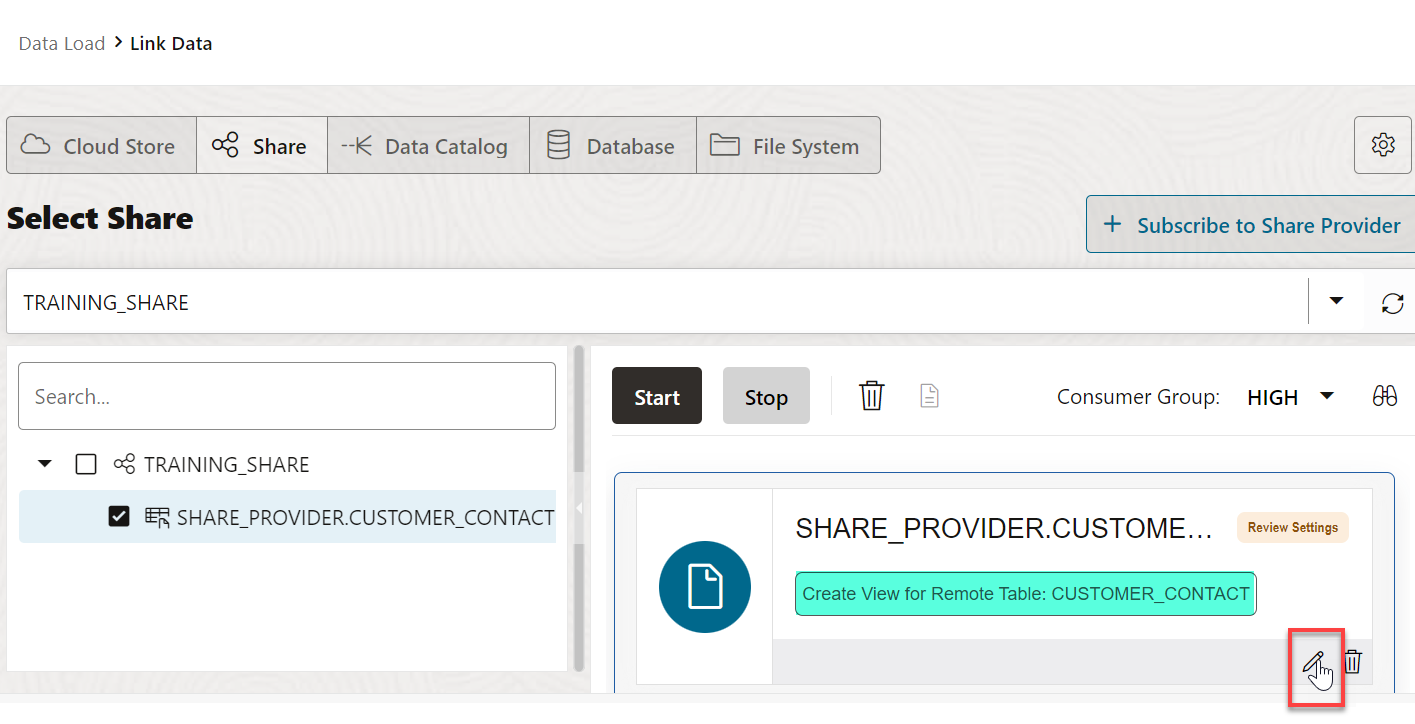 Data Load > Link Data
Cloud Store Share Data Catalog Database File System
Select Share
+ Subscribe to Share Provider
TRAINING_SHARE
Search...
Start Stop Consumer Group: HIGH
TRAINING_SHARE
SHARE_PROVIDER.CUSTOMER_CONTACT
SHARE_PROVIDER.CUSTOME... Review Settings
Create View for Remote Table: CUSTOMER_CONTACT